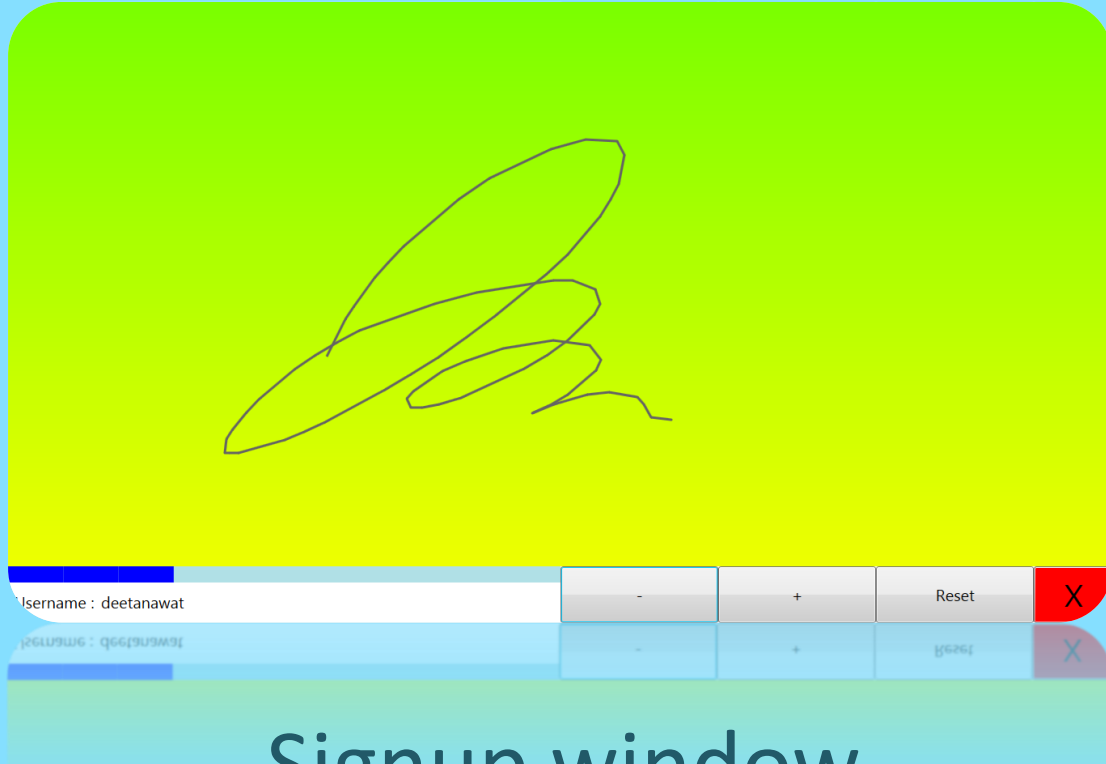 Username : deetanawat
- + Reset X
Signup window